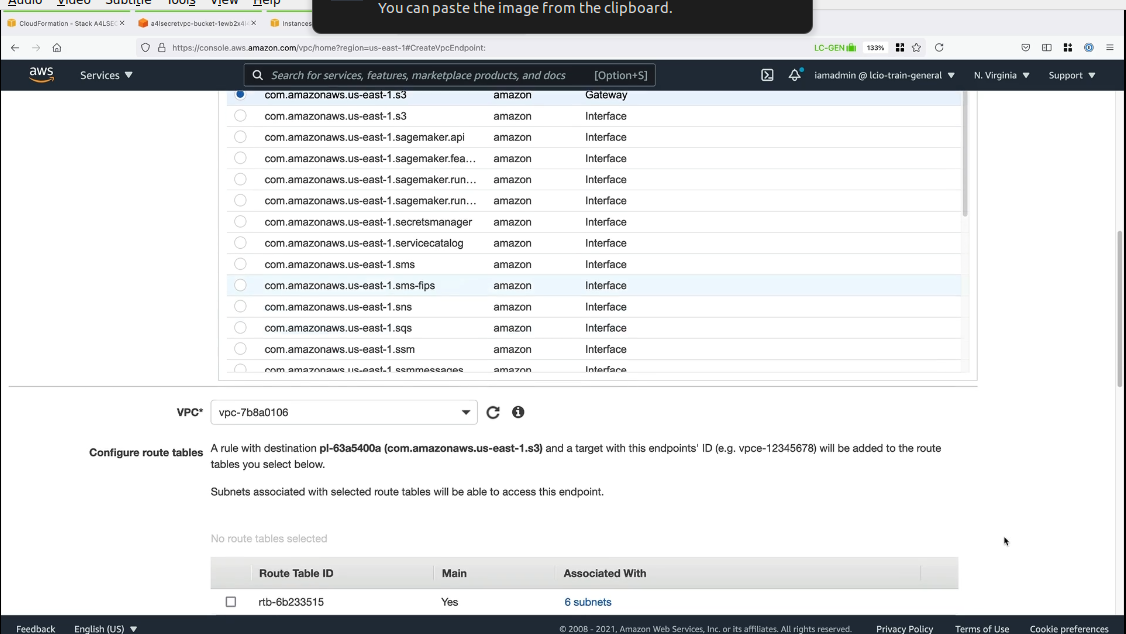 Audio Video Subtitle Tools View Help
You can paste the image from the clipboard.
CloudFormation - Stack A4LSEC
a4lsecretvpc-bucket-1ewb2x4
Instances
https://console.aws.amazon.com/vpc/home?region=us-east-1#CreateVpcEndpoint:
LC-GEN
133%
aws
Services
Search for services, features, marketplace products, and docs [Option+S]
iamadmin @ lcio-train-general
N. Virginia
Support
com.amazonaws.us-east-1.s3 amazon Gateway
com.amazonaws.us-east-1.s3 amazon Interface
com.amazonaws.us-east-1.sagemaker.api amazon Interface
com.amazonaws.us-east-1.sagemaker.fea... amazon Interface
com.amazonaws.us-east-1.sagemaker.run... amazon Interface
com.amazonaws.us-east-1.sagemaker.run... amazon Interface
com.amazonaws.us-east-1.secretsmanager amazon Interface
com.amazonaws.us-east-1.servicecatalog amazon Interface
com.amazonaws.us-east-1.sms amazon Interface
com.amazonaws.us-east-1.sms-fips amazon Interface
com.amazonaws.us-east-1.sns amazon Interface
com.amazonaws.us-east-1.sqs amazon Interface
com.amazonaws.us-east-1.ssm amazon Interface
com.amazonaws.us-east-1.ssmmessages amazon Interface
VPC* vpc-7b8a0106
Configure route tables A rule with destination pl-63a5400a (com.amazonaws.us-east-1.s3) and a target with this endpoints' ID (e.g. vpce-12345678) will be added to the route
tables you select below.
Subnets associated with selected route tables will be able to access this endpoint.
No route tables selected
Route Table ID Main Associated With
rtb-6b233515 Yes 6 subnets
Feedback English (US) © 2008 - 2021, Amazon Web Services, Inc. or its affiliates. All rights reserved. Privacy Policy Terms of Use Cookie preferences